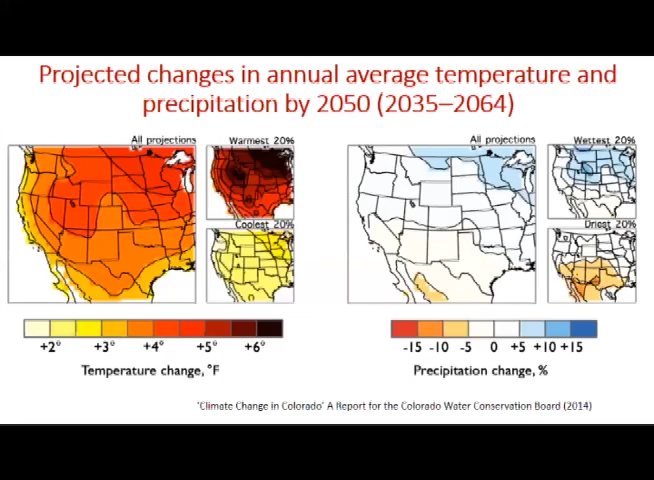 Projected changes in annual average temperature and
precipitation by 2050 (2035–2064)
All projections
Warmest 20%
Coolest 20%
+2° +3° +4° +5° +6°
Temperature change, °F
All projections
Wettest 20%
Driest 20%
-15 -10 -5 0 +5 +10 +15
Precipitation change, %
'Climate Change in Colorado' A Report for the Colorado Water Conservation Board (2014)